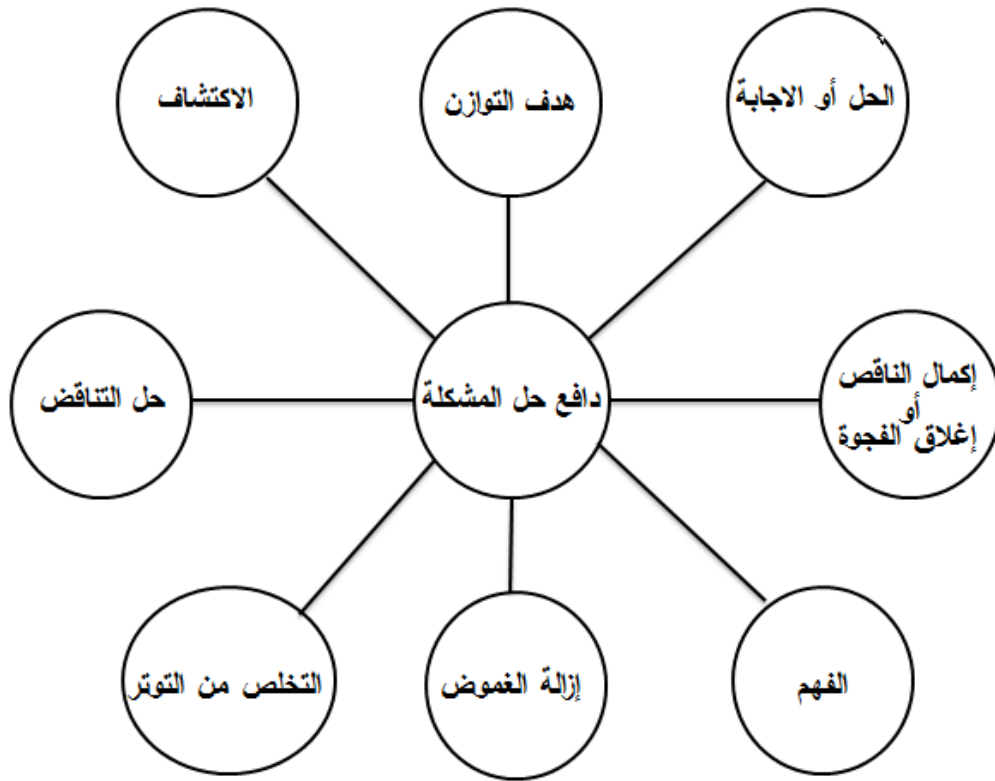 الحل أو الاجابة
هدف التوازن
الاكتشاف
إكمال الناقص
أو
إغلاق الفجوة
دافع حل المشكلة
حل التناقض
الفهم
إزالة الغموض
التخلص من التوتر